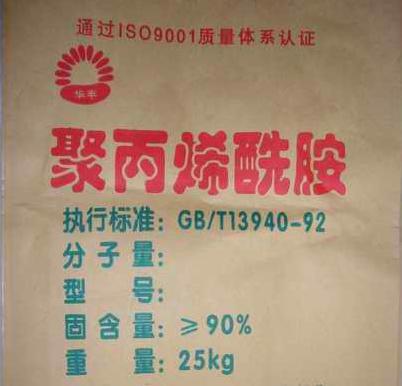 通过ISO9001质量体系认证
华丰
聚丙烯酰胺
执行标准：GB/T13940-92
分子量：
型号：
固含量：≥90%
重量：25kg